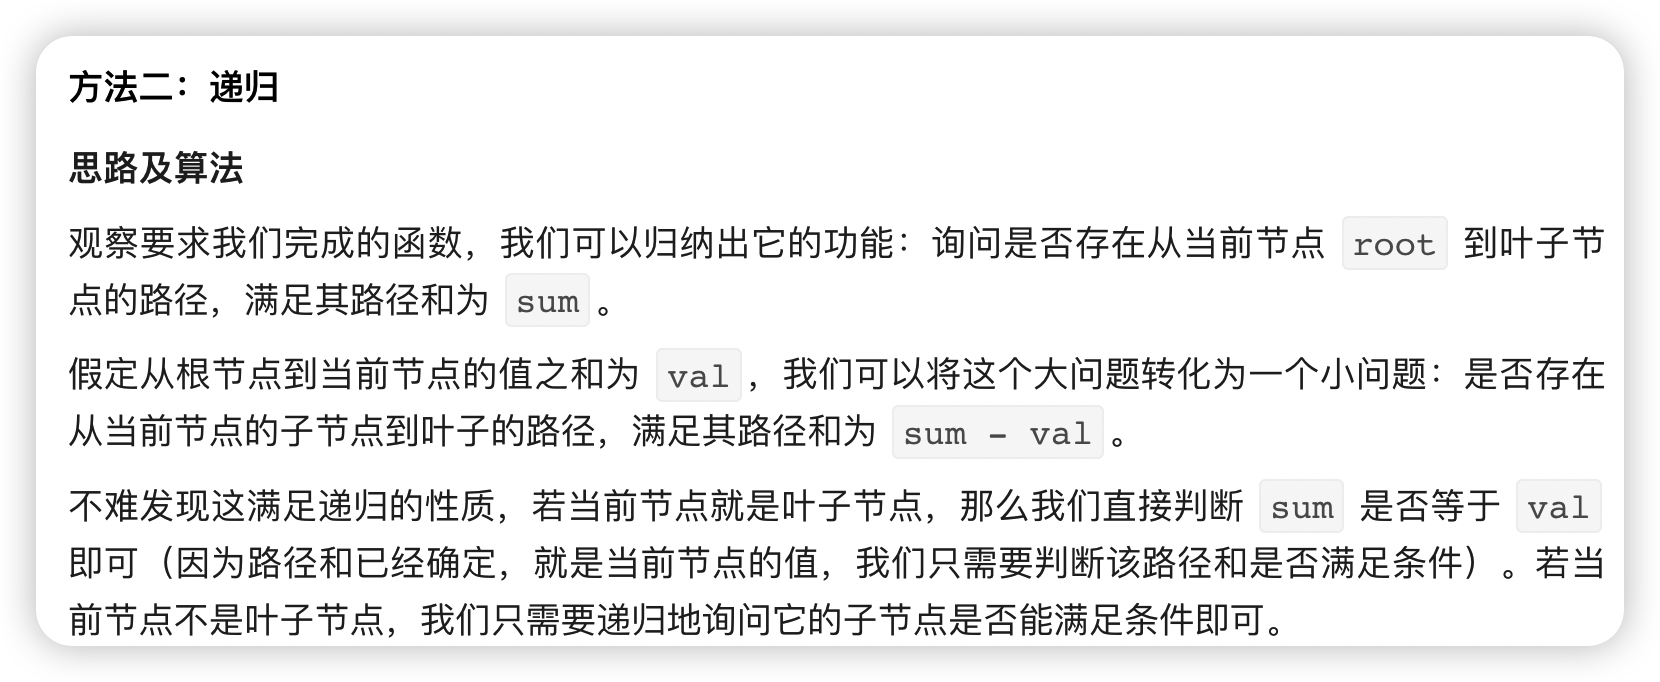 方法二：递归
思路及算法
观察要求我们完成的函数，我们可以归纳出它的功能：询问是否存在从当前节点 root 到叶子节
点的路径，满足其路径和为 sum 。
假定从根节点到当前节点的值之和为 val ，我们可以将这个大问题转化为一个小问题：是否存在
从当前节点的子节点到叶子的路径，满足其路径和为 sum - val 。
不难发现这满足递归的性质，若当前节点就是叶子节点，那么我们直接判断 sum 是否等于 val
即可（因为路径和已经确定，就是当前节点的值，我们只需要判断该路径和是否满足条件）。若当
前节点不是叶子节点，我们只需要递归地询问它的子节点是否能满足条件即可。